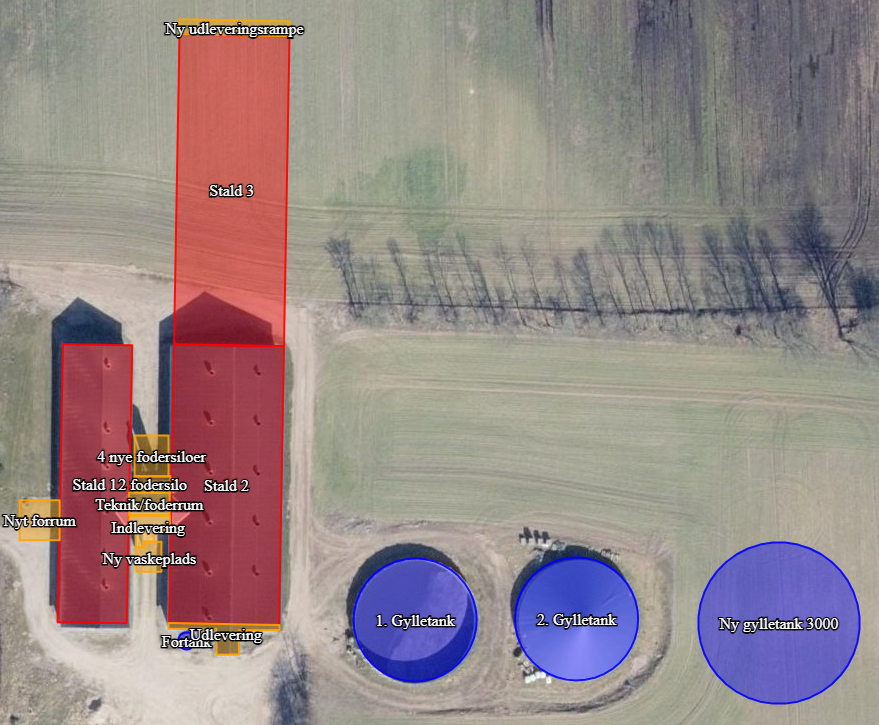 Ny udleveringsrampe
Stald 3
4 nye fodersiloer
Stald 12 fodersilo
Stald 2
Teknik/foderrum
Nyt forrum
Indlevering
Ny vaskeplads
1. Gylletank
2. Gylletank
Ny gylletank 3000
Udlevering
Fortank